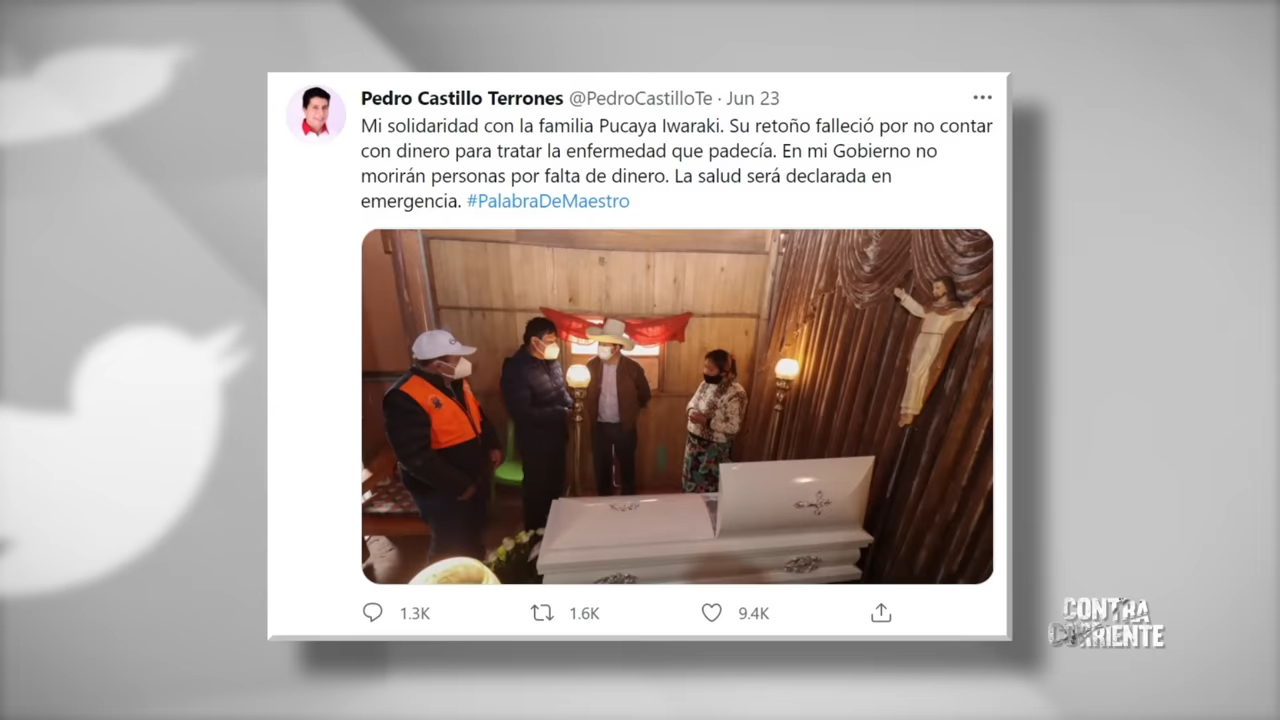 Pedro Castillo Terrones @PedroCastilloTe · Jun 23
Mi solidaridad con la familia Pucaya Iwaraki. Su retoño falleció por no contar
con dinero para tratar la enfermedad que padecía. En mi Gobierno no
morirán personas por falta de dinero. La salud será declarada en
emergencia. #PalabraDeMaestro
1.3K 1.6K 9.4K
CONTRA
CORRIENTE